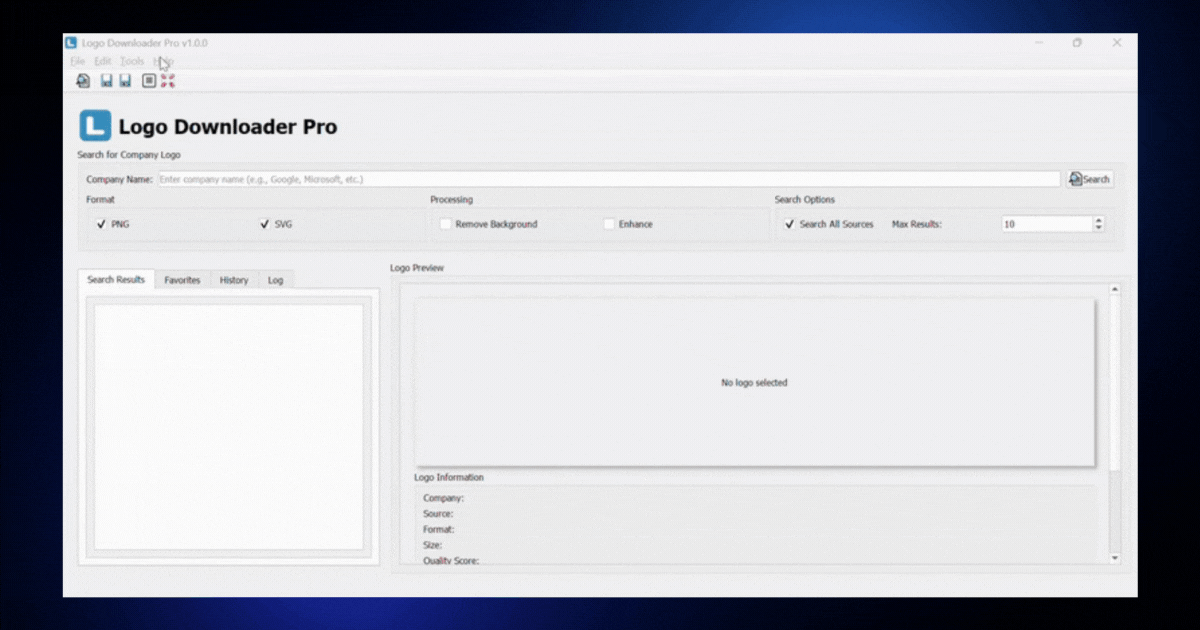 Logo Downloader Pro v1.0.0
File Edit Tools Help
L Logo Downloader Pro
Search for Company Logo
Company Name: Enter company name (e.g., Google, Microsoft, etc.) Search
Format Processing Search Options
PNG SVG Remove Background Enhance Search All Sources Max Results: 10
Logo Preview
Search Results Favorites History Log
No logo selected
Logo Information
Company:
Source:
Format:
Size:
Quality Score: